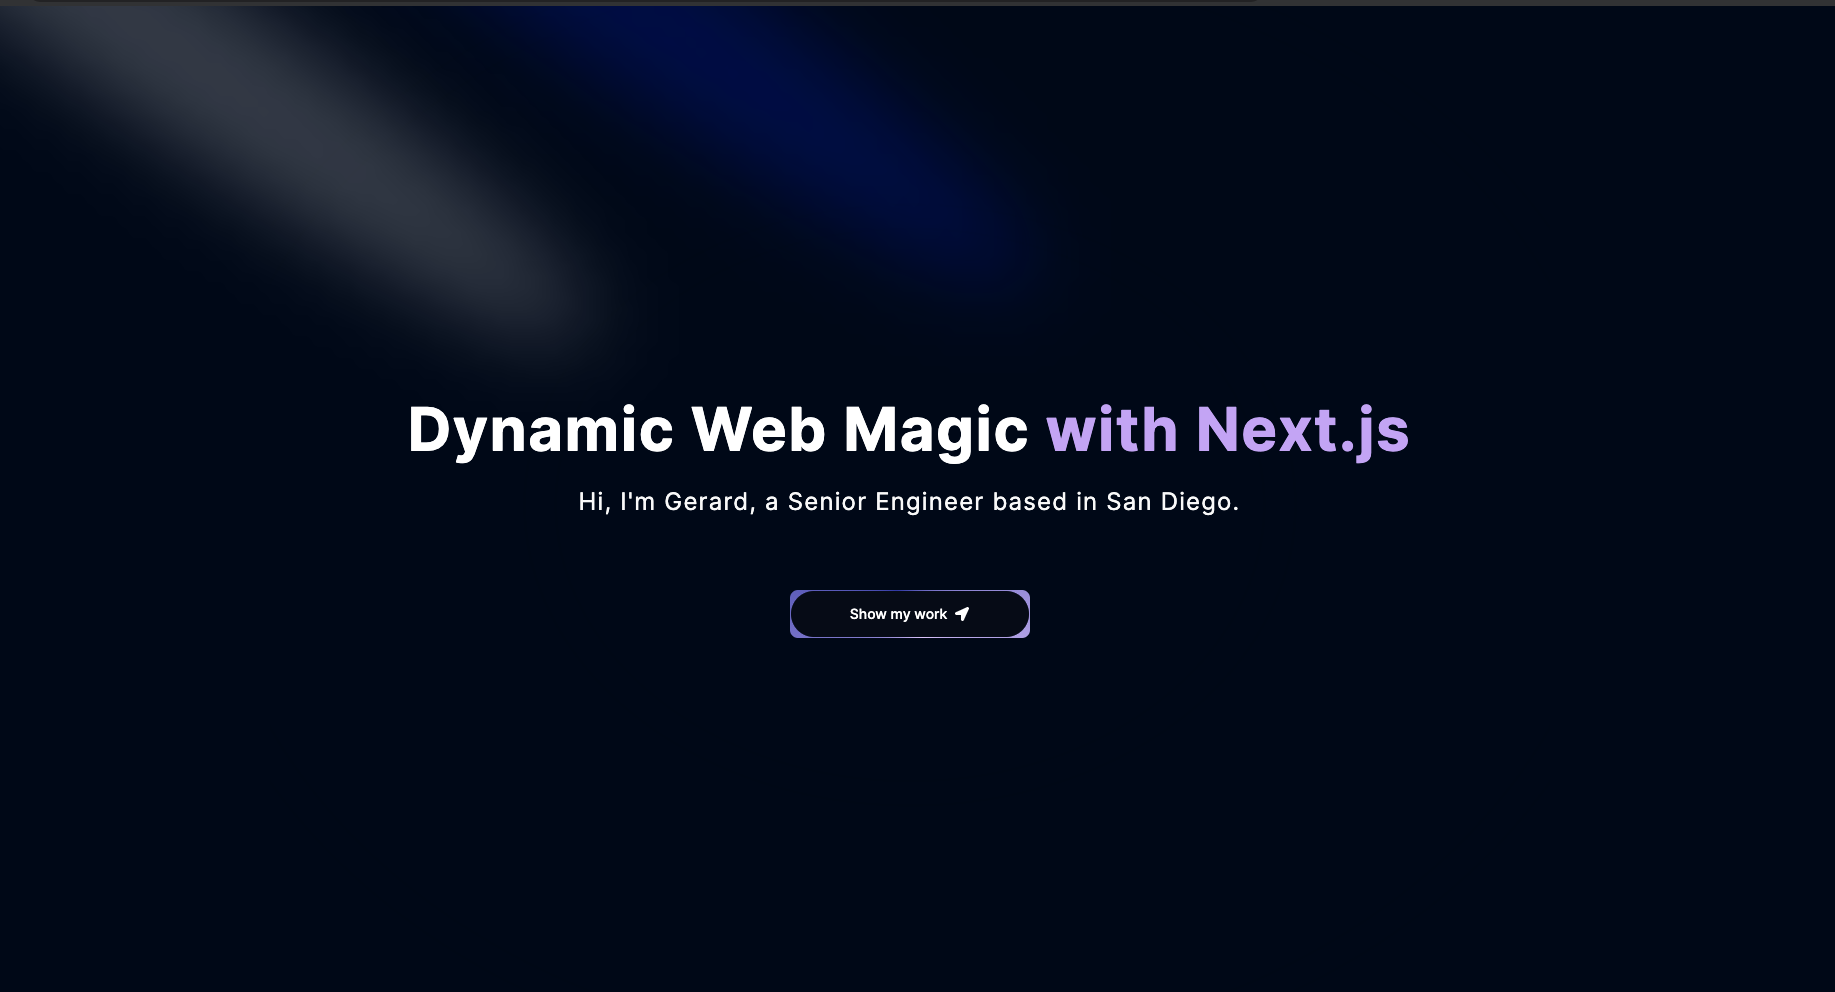 Dynamic Web Magic with Next.js
Hi, I'm Gerard, a Senior Engineer based in San Diego.
Show my work